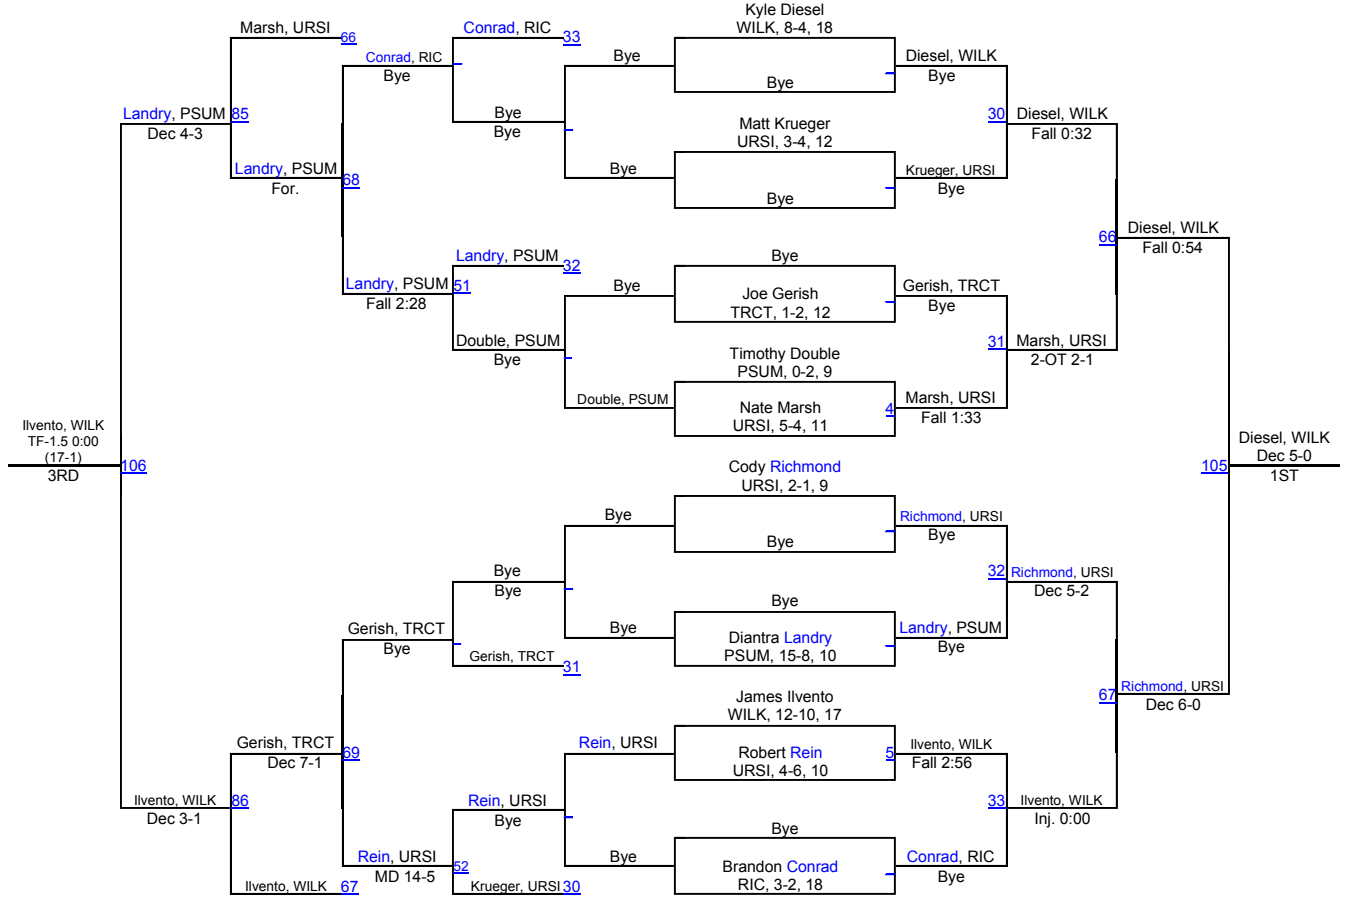 Kyle Diesel
WILK, 8-4, 18
Marsh, URSI
66
Conrad, RIC
33
Conrad, RIC
Bye
Bye
Bye
Diesel, WILK
Bye
Landry, PSUM
85
Dec 4-3
Bye
Bye
30
Diesel, WILK
Fall 0:32
Matt Krueger
URSI, 3-4, 12
Landry, PSUM
68
For.
Bye
Krueger, URSI
Bye
66
Diesel, WILK
Fall 0:54
Landry, PSUM
32
Bye
Landry, PSUM
51
Fall 2:28
Bye
Joe Gerish
TRCT, 1-2, 12
Gerish, TRCT
Bye
Double, PSUM
Bye
31
Marsh, URSI
2-OT 2-1
Timothy Double
PSUM, 0-2, 9
Double, PSUM
Nate Marsh
URSI, 5-4, 11
4
Marsh, URSI
Fall 1:33
Ilvento, WILK
TF-1.5 0:00
(17-1)
3RD
106
105
Diesel, WILK
Dec 5-0
1ST
Cody Richmond
URSI, 2-1, 9
Bye
Bye
Richmond, URSI
Bye
Bye
Bye
32
Richmond, URSI
Dec 5-2
Bye
Gerish, TRCT
Bye
Bye
Diantra Landry
PSUM, 15-8, 10
Landry, PSUM
Bye
Gerish, TRCT
31
67
Richmond, URSI
Dec 6-0
James Ilvento
WILK, 12-10, 17
Gerish, TRCT
69
Dec 7-1
Rein, URSI
Robert Rein
URSI, 4-6, 10
5
Ilvento, WILK
Fall 2:56
Ilvento, WILK
86
Dec 3-1
Rein, URSI
Bye
33
Ilvento, WILK
Inj. 0:00
Bye
Rein, URSI
52
MD 14-5
Bye
Brandon Conrad
RIC, 3-2, 18
Conrad, RIC
Bye
Ilvento, WILK
67
Krueger, URSI
30